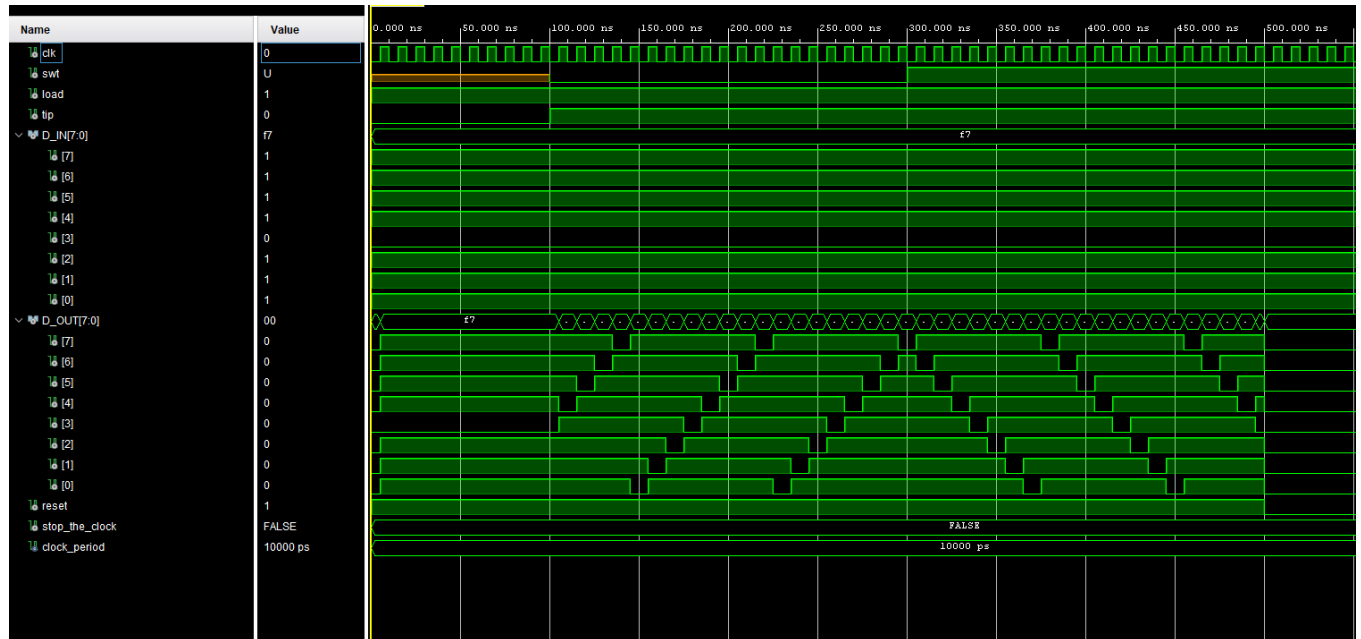 Name Value 0.000 ns 50.000 ns 100.000 ns 150.000 ns 200.000 ns 250.000 ns 300.000 ns 350.000 ns 400.000 ns 450.000 ns 500.000 ns
clk 0
swt U
load 1
tip 0
D_IN[7:0] f7 f7
[7] 1
[6] 1
[5] 1
[4] 1
[3] 0
[2] 1
[1] 1
[0] 1
D_OUT[7:0] 00 f7
[7] 0
[6] 0
[5] 0
[4] 0
[3] 0
[2] 0
[1] 0
[0] 0
reset 1
stop_the_clock FALSE FALSE
clock_period 10000 ps 10000 ps